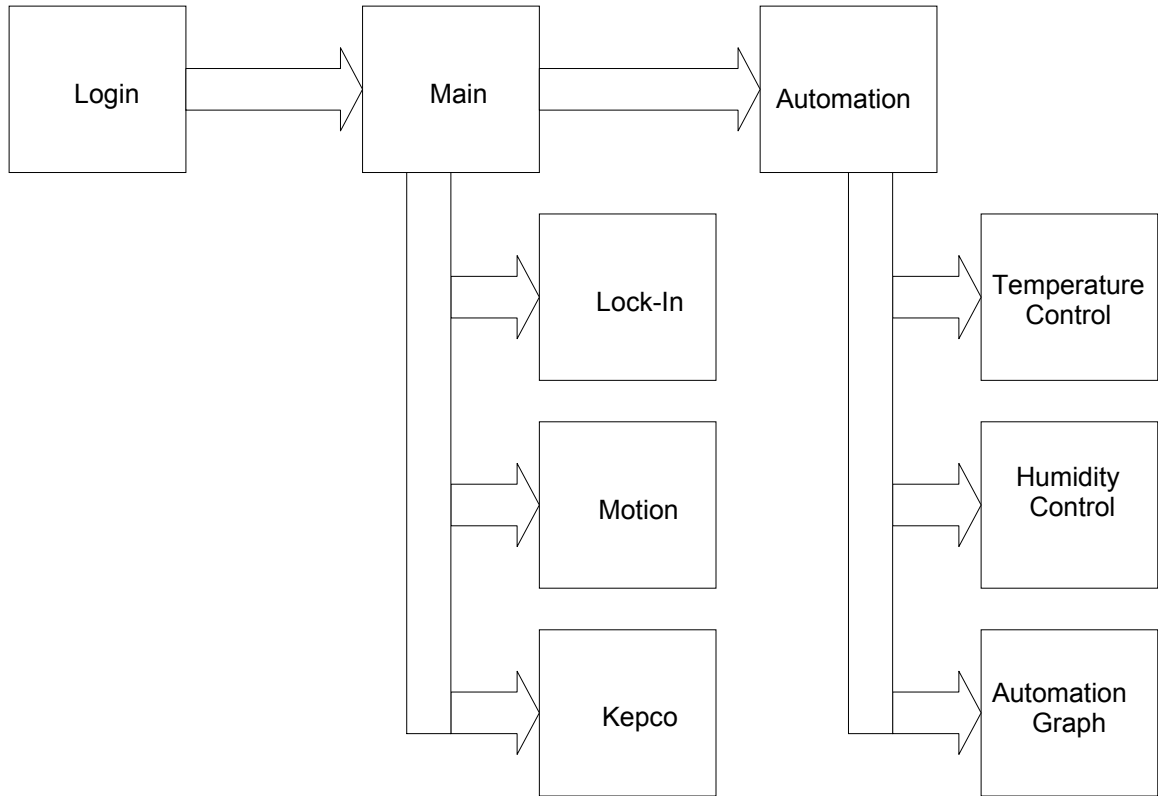 Login
Main
Automation
Lock-In
Temperature
Control
Motion
Humidity
Control
Kepco
Automation
Graph